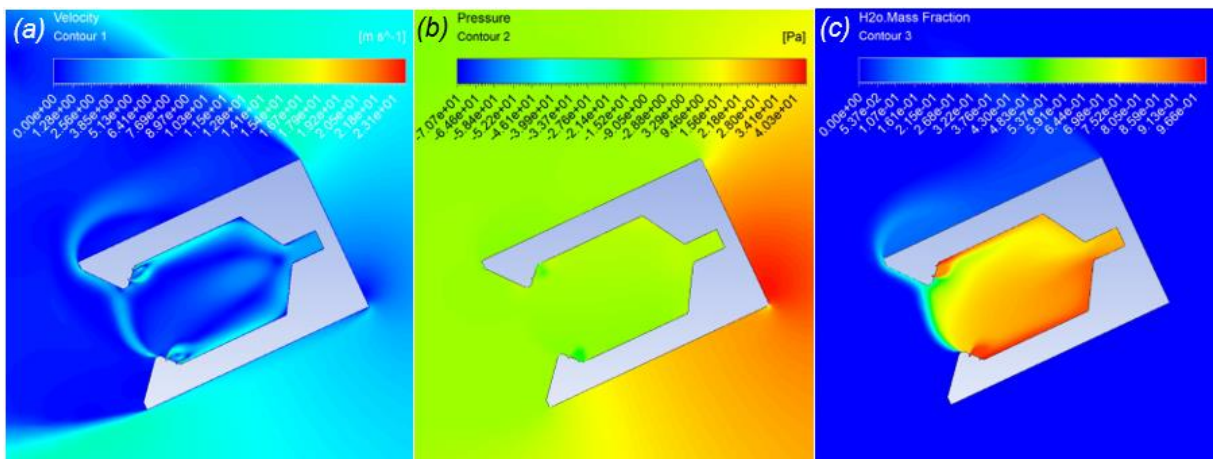 (a)
Velocity
Contour 1
[m s^-1]
0.00e+00
1.28e+00
2.56e+00
3.85e+00
5.13e+00
6.41e+00
7.69e+00
8.97e+00
1.03e+01
1.15e+01
1.28e+01
1.41e+01
1.54e+01
1.67e+01
1.79e+01
1.92e+01
2.05e+01
2.18e+01
2.31e+01
(b)
Pressure
Contour 2
[Pa]
-7.07e+01
-6.46e+01
-5.84e+01
-5.22e+01
-4.61e+01
-3.99e+01
-3.37e+01
-2.76e+01
-2.14e+01
-1.52e+01
-9.05e+00
-2.88e+00
3.29e+00
9.46e+00
1.56e+01
2.18e+01
2.80e+01
3.41e+01
4.03e+01
(c)
H2o.Mass Fraction
Contour 3
0.00e+00
5.37e-02
1.07e-01
1.61e-01
2.15e-01
2.68e-01
3.22e-01
3.76e-01
4.30e-01
4.83e-01
5.37e-01
5.91e-01
6.44e-01
6.98e-01
7.52e-01
8.05e-01
8.59e-01
9.13e-01
9.66e-01